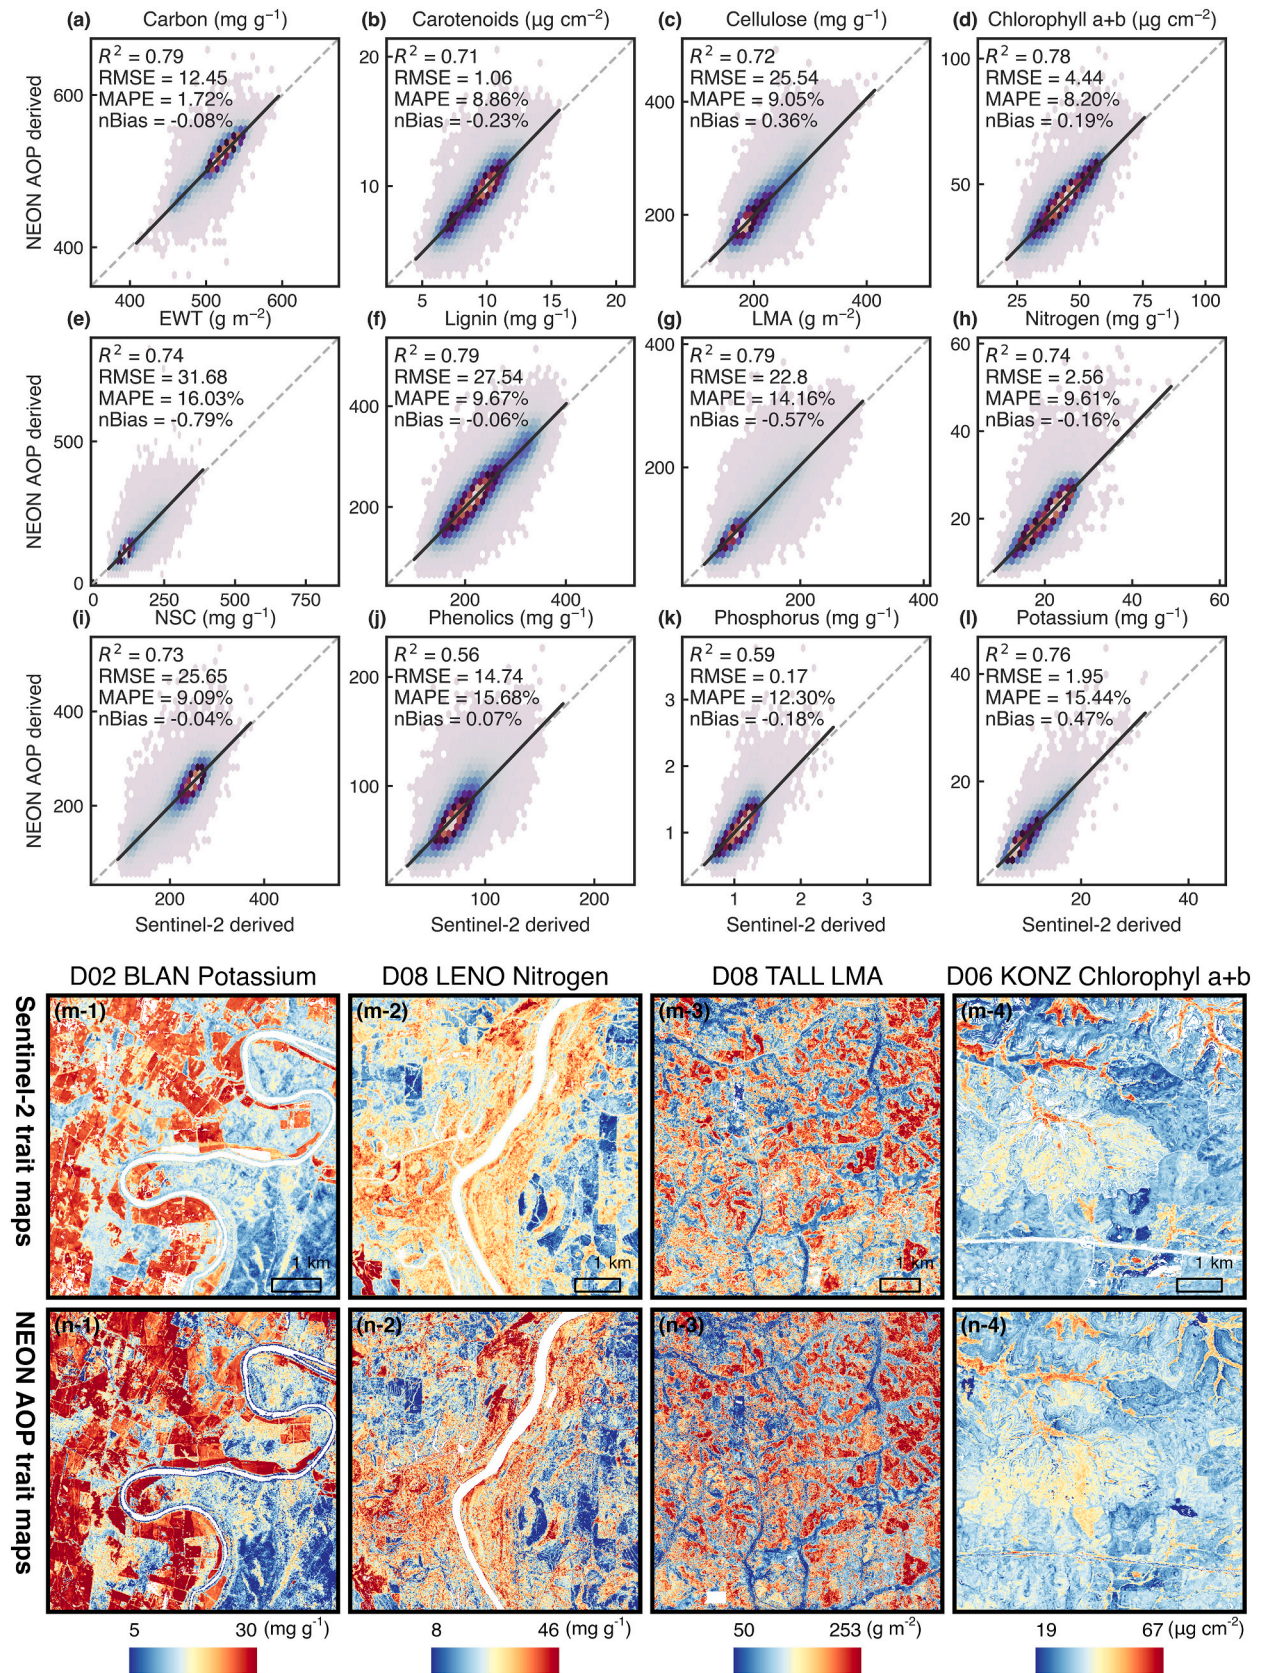 (a) Carbon (mg g⁻¹)
(b) Carotenoids (µg cm⁻²)
(c) Cellulose (mg g⁻¹)
(d) Chlorophyll a+b (µg cm⁻²)
NEON AOP derived
R² = 0.79
RMSE = 12.45
MAPE = 1.72%
nBias = -0.08%
600
500
400
400 500 600
R² = 0.71
RMSE = 1.06
MAPE = 8.86%
nBias = -0.23%
20
10
5 10 15 20
R² = 0.72
RMSE = 25.54
MAPE = 9.05%
nBias = 0.36%
400
200
200 400
R² = 0.78
RMSE = 4.44
MAPE = 8.20%
nBias = 0.19%
100
50
25 50 75 100
(e) EWT (g m⁻²)
(f) Lignin (mg g⁻¹)
(g) LMA (g m⁻²)
(h) Nitrogen (mg g⁻¹)
NEON AOP derived
R² = 0.74
RMSE = 31.68
MAPE = 16.03%
nBias = -0.79%
500
0
0 250 500 750
R² = 0.79
RMSE = 27.54
MAPE = 9.67%
nBias = -0.06%
400
200
200 400
R² = 0.79
RMSE = 22.8
MAPE = 14.16%
nBias = -0.57%
400
200
200 400
R² = 0.74
RMSE = 2.56
MAPE = 9.61%
nBias = -0.16%
60
40
20
20 40 60
(i) NSC (mg g⁻¹)
(j) Phenolics (mg g⁻¹)
(k) Phosphorus (mg g⁻¹)
(l) Potassium (mg g⁻¹)
NEON AOP derived
R² = 0.73
RMSE = 25.65
MAPE = 9.09%
nBias = -0.04%
400
200
200 400
Sentinel-2 derived
R² = 0.56
RMSE = 14.74
MAPE = 15.68%
nBias = 0.07%
200
100
100 200
Sentinel-2 derived
R² = 0.59
RMSE = 0.17
MAPE = 12.30%
nBias = -0.18%
3
2
1
1 2 3
Sentinel-2 derived
R² = 0.76
RMSE = 1.95
MAPE = 15.44%
nBias = 0.47%
40
20
20 40
Sentinel-2 derived
D02 BLAN Potassium
D08 LENO Nitrogen
D08 TALL LMA
D06 KONZ Chlorophyl a+b
Sentinel-2 trait maps
(m-1)
1 km
(m-2)
1 km
(m-3)
1 km
(m-4)
1 km
NEON AOP trait maps
(n-1)
(n-2)
(n-3)
(n-4)
5 30 (mg g⁻¹)
8 46 (mg g⁻¹)
50 253 (g m⁻²)
19 67 (µg cm⁻²)